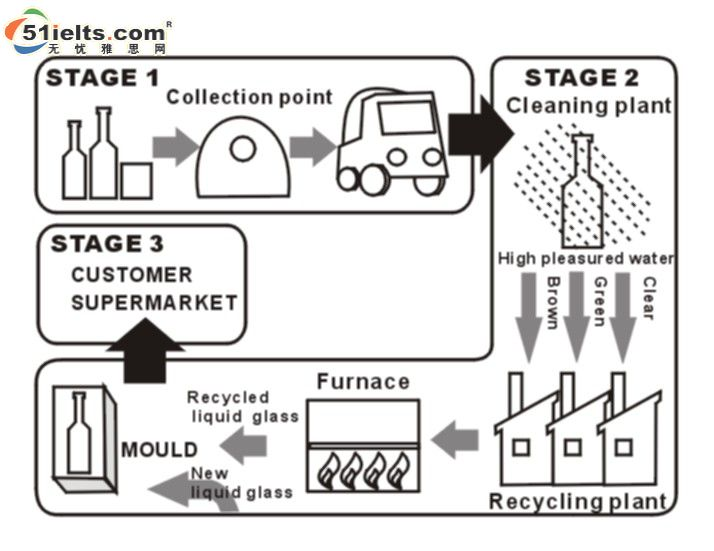 51ielts.com®
无忧雅思网
STAGE 1
Collection point
STAGE 2
Cleaning plant
High pleasured water
Brown
Green
Clear
STAGE 3
CUSTOMER
SUPERMARKET
Furnace
Recycled
liquid glass
MOULD
New
liquid glass
Recycling plant